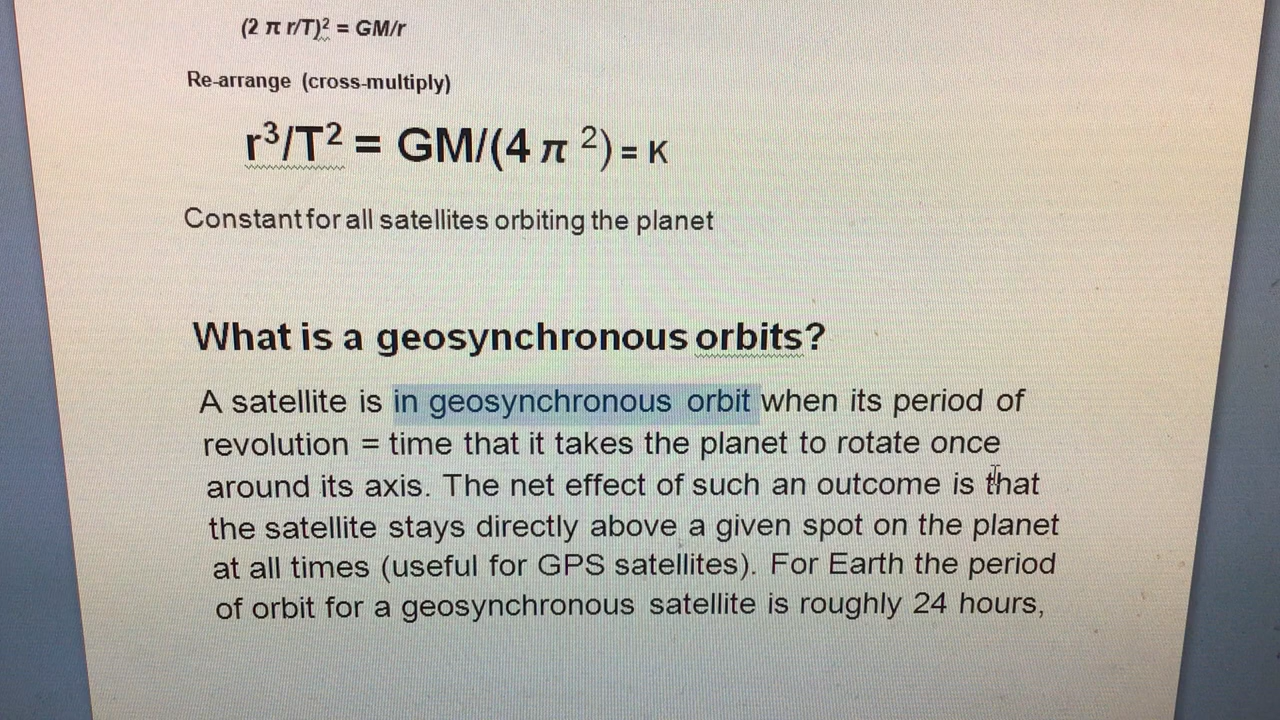 (2 π r/T)² = GM/r
Re-arrange (cross-multiply)
r³/T² = GM/(4 π ²) = K
Constant for all satellites orbiting the planet
What is a geosynchronous orbits?
A satellite is in geosynchronous orbit when its period of
revolution = time that it takes the planet to rotate once
around its axis. The net effect of such an outcome is that
the satellite stays directly above a given spot on the planet
at all times (useful for GPS satellites). For Earth the period
of orbit for a geosynchronous satellite is roughly 24 hours,